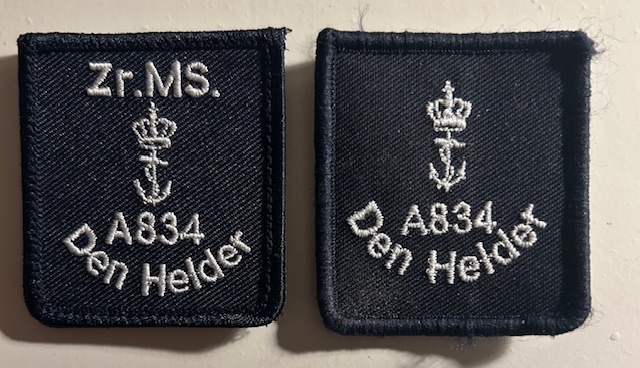 Zr.MS.
A834
Den Helder
A834
Den Helder